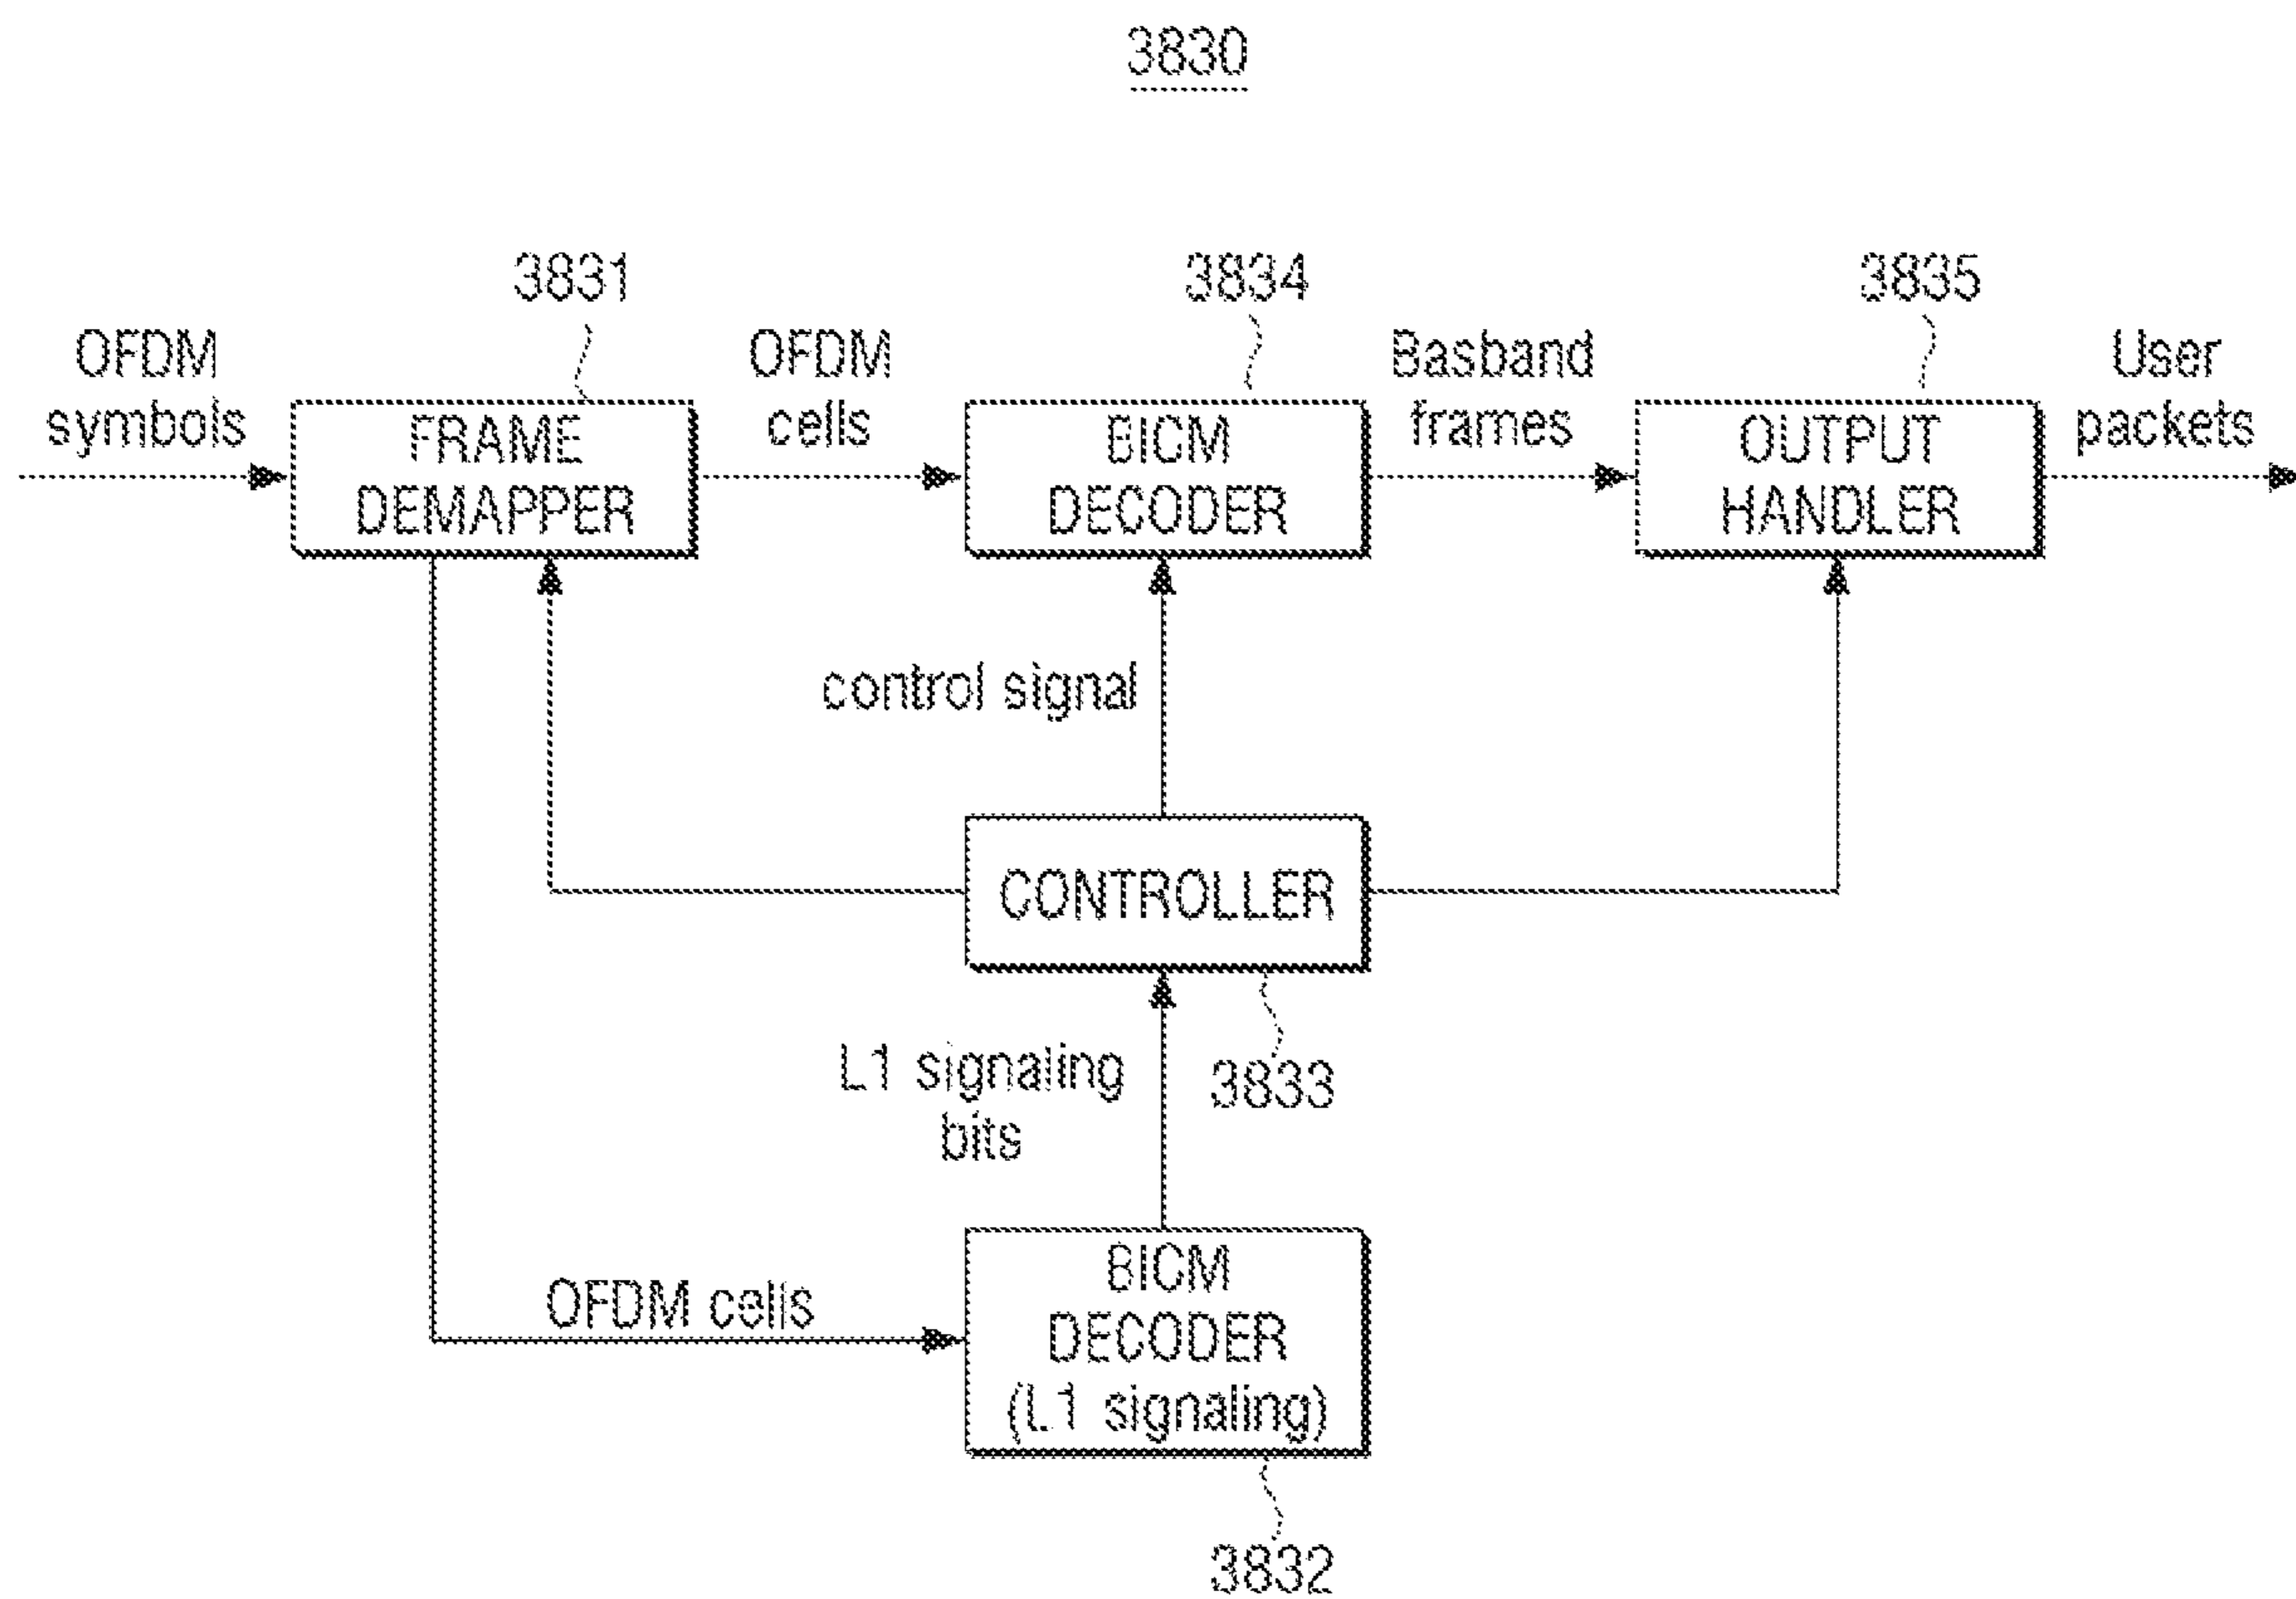 3830
3831
3834
3835
OFDM
symbols
FRAME
DEMAPPER
OFDM
cells
BICM
DECODER
Basband
frames
OUTPUT
HANDLER
User
packets
control signal
CONTROLLER
L1 signaling
bits
3833
OFDM cells
BICM
DECODER
(L1 signaling)
3832